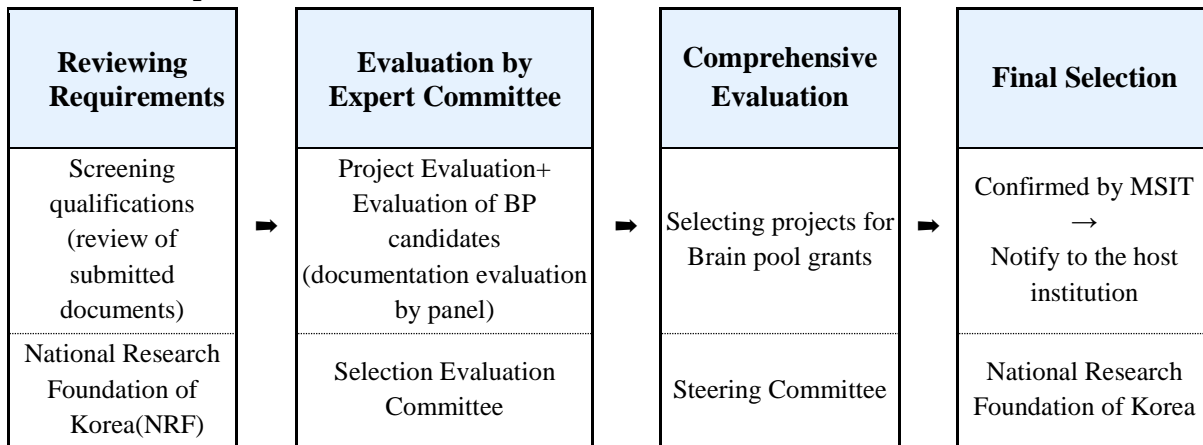 Reviewing
Requirements
Screening
qualifications
(review of
submitted
documents)
National Research
Foundation of
Korea(NRF)
➡
Evaluation by
Expert Committee
Project Evaluation+
Evaluation of BP
candidates
(documentation evaluation
by panel)
Selection Evaluation
Committee
➡
Comprehensive
Evaluation
Selecting projects for
Brain pool grants
Steering Committee
➡
Final Selection
Confirmed by MSIT
→
Notify to the host
institution
National Research
Foundation of Korea